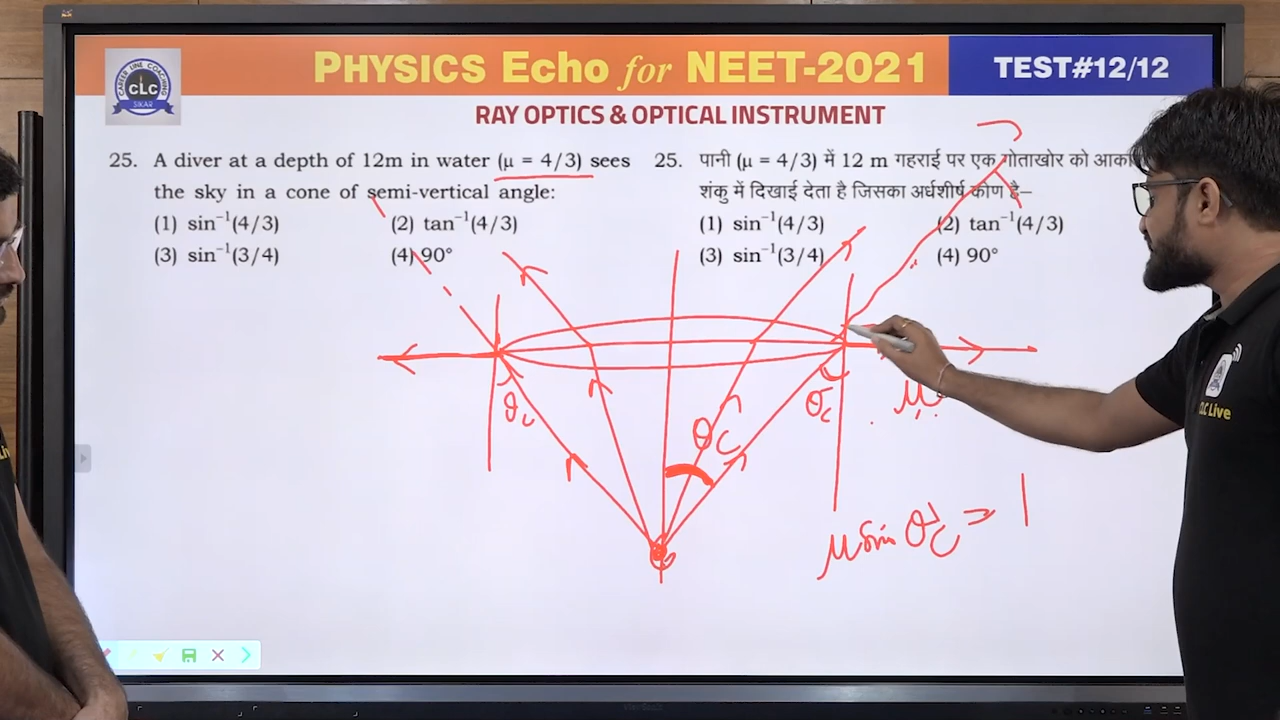 PHYSICS Echo for NEET-2021
TEST#12/12
CAREER LINE COACHING
CLC
SIKAR
RAY OPTICS & OPTICAL INSTRUMENT
25. A diver at a depth of 12m in water (μ = 4/3) sees
the sky in a cone of semi-vertical angle:
(1) sin⁻¹(4/3) (2) tan⁻¹(4/3)
(3) sin⁻¹(3/4) (4) 90°
25. पानी (μ = 4/3) में 12 m गहराई पर एक गोताखोर को
शंकु में दिखाई देता है जिसका अर्धशीर्ष कोण है–
(1) sin⁻¹(4/3) (2) tan⁻¹(4/3)
(3) sin⁻¹(3/4) (4) 90°
θc
θc
θc
μ
μ sin θc = 1
CLC Live